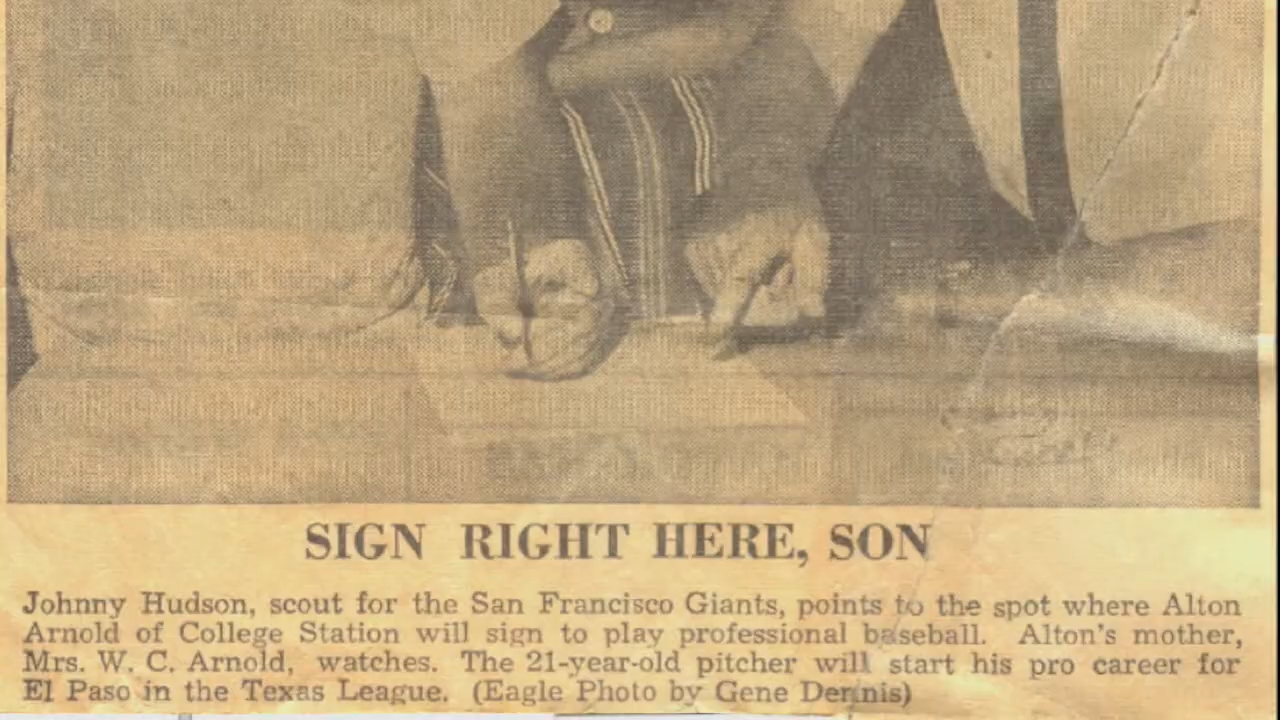 SIGN RIGHT HERE, SON
Johnny Hudson, scout for the San Francisco Giants, points to the spot where Alton
Arnold of College Station will sign to play professional baseball. Alton's mother,
Mrs. W. C. Arnold, watches. The 21-year-old pitcher will start his pro career for
El Paso in the Texas League. (Eagle Photo by Gene Dennis)